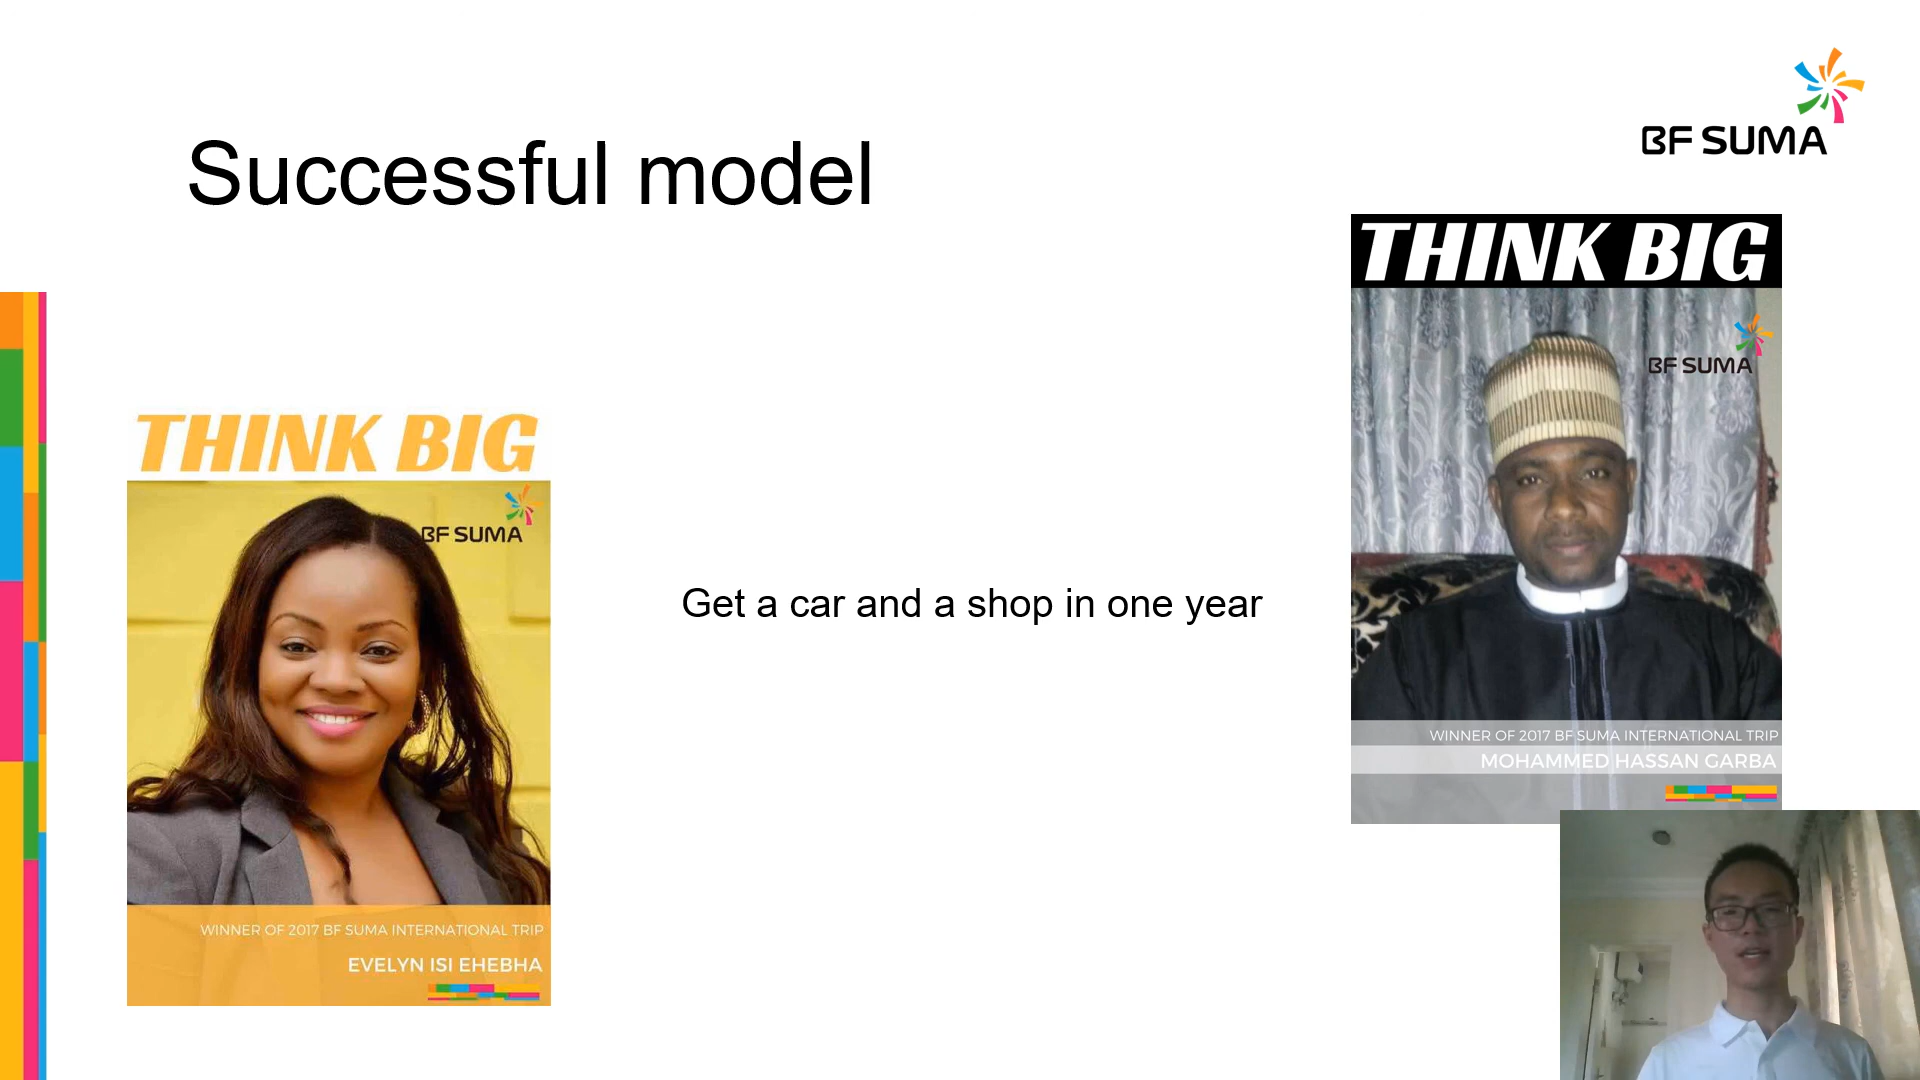 BF SUMA
Successful model
THINK BIG
BF SUMA
WINNER OF 2017 BF SUMA INTERNATIONAL TRIP
MOHAMMED HASSAN GARBA
THINK BIG
BF SUMA
WINNER OF 2017 BF SUMA INTERNATIONAL TRIP
EVELYN ISI EHEBHA
Get a car and a shop in one year